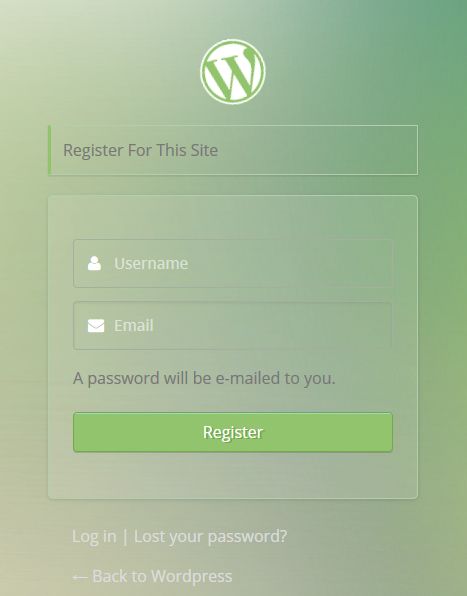 Register For This Site
Username
Email
A password will be e-mailed to you.
Register
Log in | Lost your password?
← Back to Wordpress